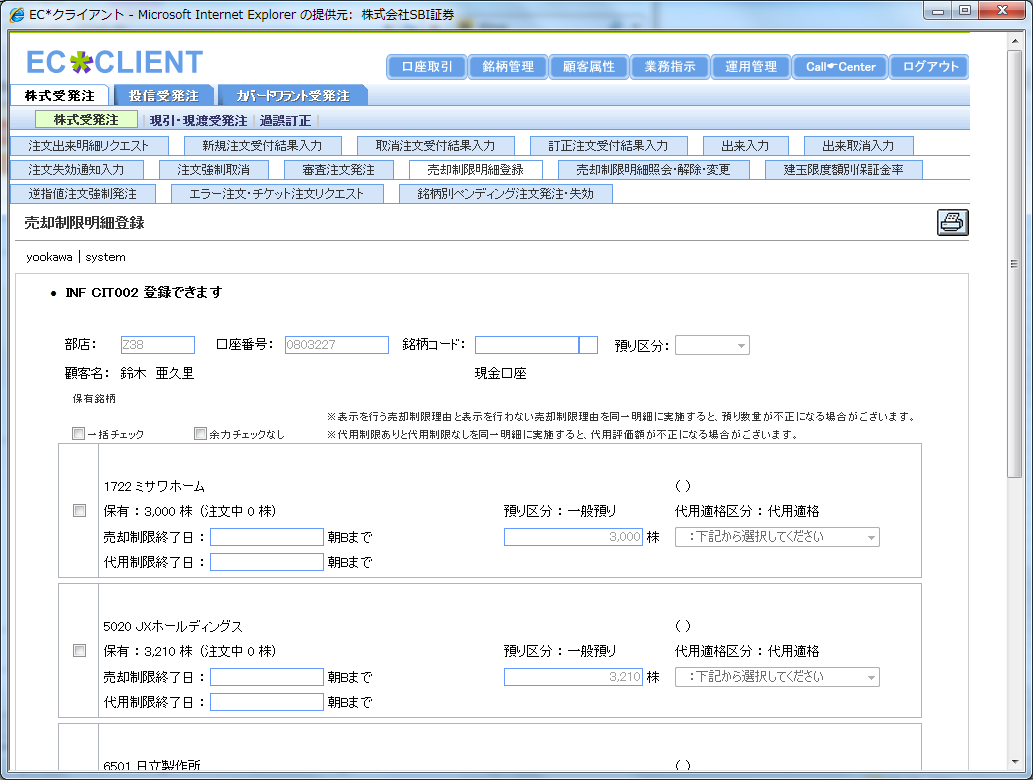 EC*クライアント - Microsoft Internet Explorer の提供元: 株式会社SBI証券
EC*CLIENT
口座取引 銘柄管理 顧客属性 業務指示 運用管理 Call☛Center ログアウト
株式受発注 投信受発注 カバードワラント受発注
株式受発注 現引・現渡受発注 過誤訂正
注文出来明細リクエスト 新規注文受付結果入力 取消注文受付結果入力 訂正注文受付結果入力 出来入力 出来取消入力
注文失効通知入力 注文強制取消 審査注文発注 売却制限明細登録 売却制限明細照会・解除・変更 建玉限度額別保証金率
逆指値注文強制発注 エラー注文・チケット注文リクエスト 銘柄別ペンディング注文発注・失効
売却制限明細登録
yookawa | system
• INF CIT002 登録できます
部店: Z38 口座番号: 0803227 銘柄コード: 預り区分:
顧客名: 鈴木 亜久里 現金口座
保有銘柄
※表示を行う売却制限理由と表示を行わない売却制限理由を同一明細に実施すると、預り数量が不正になる場合がございます。
一括チェック 余力チェックなし ※代用制限ありと代用制限なしを同一明細に実施すると、代用評価額が不正になる場合がございます。
1722 ミサワホーム ( )
保有:3,000 株 (注文中 0 株) 預り区分:一般預り 代用適格区分:代用適格
売却制限終了日: 朝Bまで 3,000 株 :下記から選択してください
代用制限終了日: 朝Bまで
5020 JXホールディングス ( )
保有:3,210 株 (注文中 0 株) 預り区分:一般預り 代用適格区分:代用適格
売却制限終了日: 朝Bまで 3,210 株 :下記から選択してください
代用制限終了日: 朝Bまで
6501 日立製作所 ( )